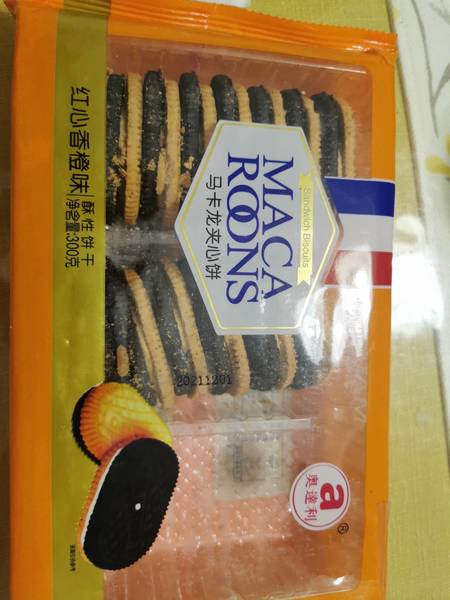 MACA
ROONS
Sandwich Biscuits
马卡龙夹心饼
红心香橙味
酥性饼干
净含量:300克
20211201
a
®
奥達利